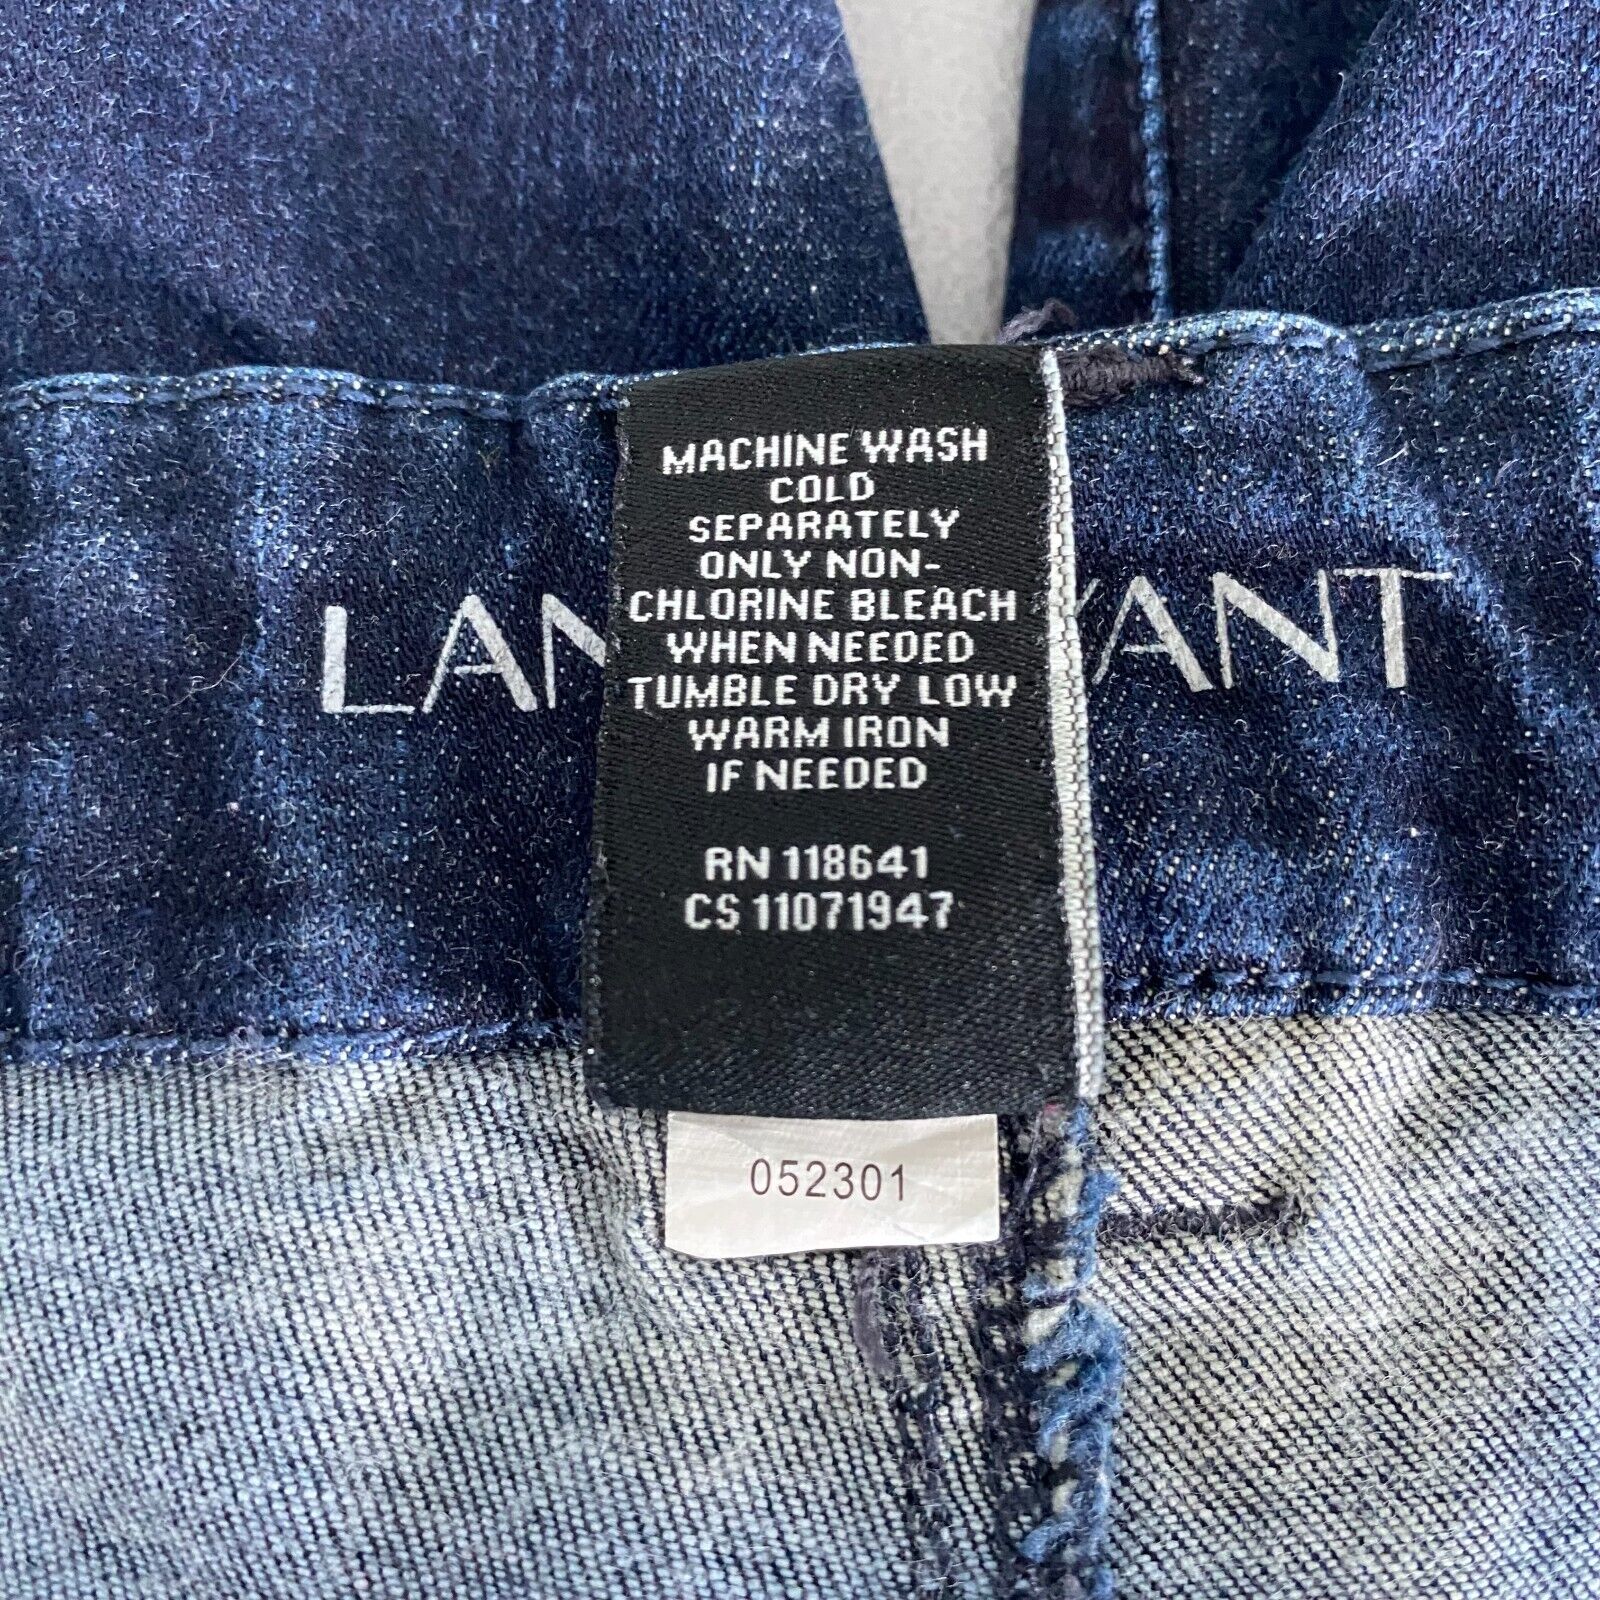 MACHINE WASH
COLD
SEPARATELY
ONLY NON-
CHLORINE BLEACH
WHEN NEEDED
TUMBLE DRY LOW
WARM IRON
IF NEEDED
RN 118641
CS 11071947
052301